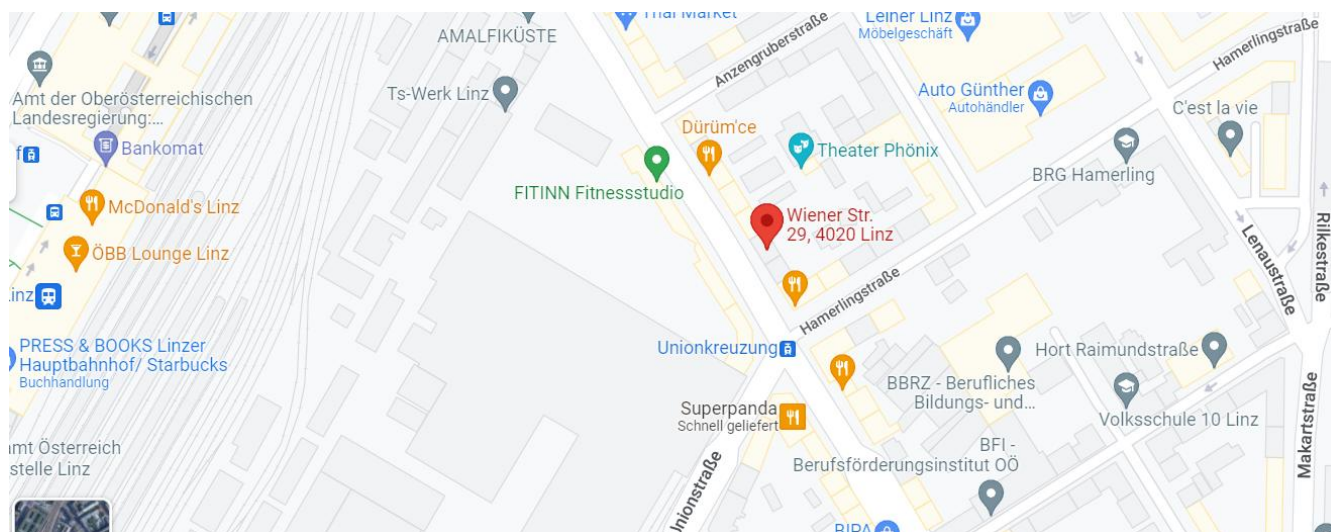 Thai Market
Leiner Linz
Möbelgeschäft
AMALFIKÜSTE
Anzengruberstraße
Hamerlingstraße
Amt der Oberösterreichischen
Landesregierung:...
Ts-Werk Linz
Auto Günther
Autohändler
C'est la vie
Bankomat
Dürüm'ce
Theater Phönix
BRG Hamerling
FITINN Fitnessstudio
McDonald's Linz
Wiener Str.
29, 4020 Linz
ÖBB Lounge Linz
Lenaustraße
Rilkestraße
Hamerlingstraße
PRESS & BOOKS Linzer
Hauptbahnhof/ Starbucks
Buchhandlung
Unionkreuzung
Hort Raimundstraße
BBRZ - Berufliches
Bildungs- und...
Superpanda
Schnell geliefert
Volksschule 10 Linz
Makartstraße
BFI -
Berufsförderungsinstitut OÖ
Österreich
stelle Linz
Unionstraße
BIPA